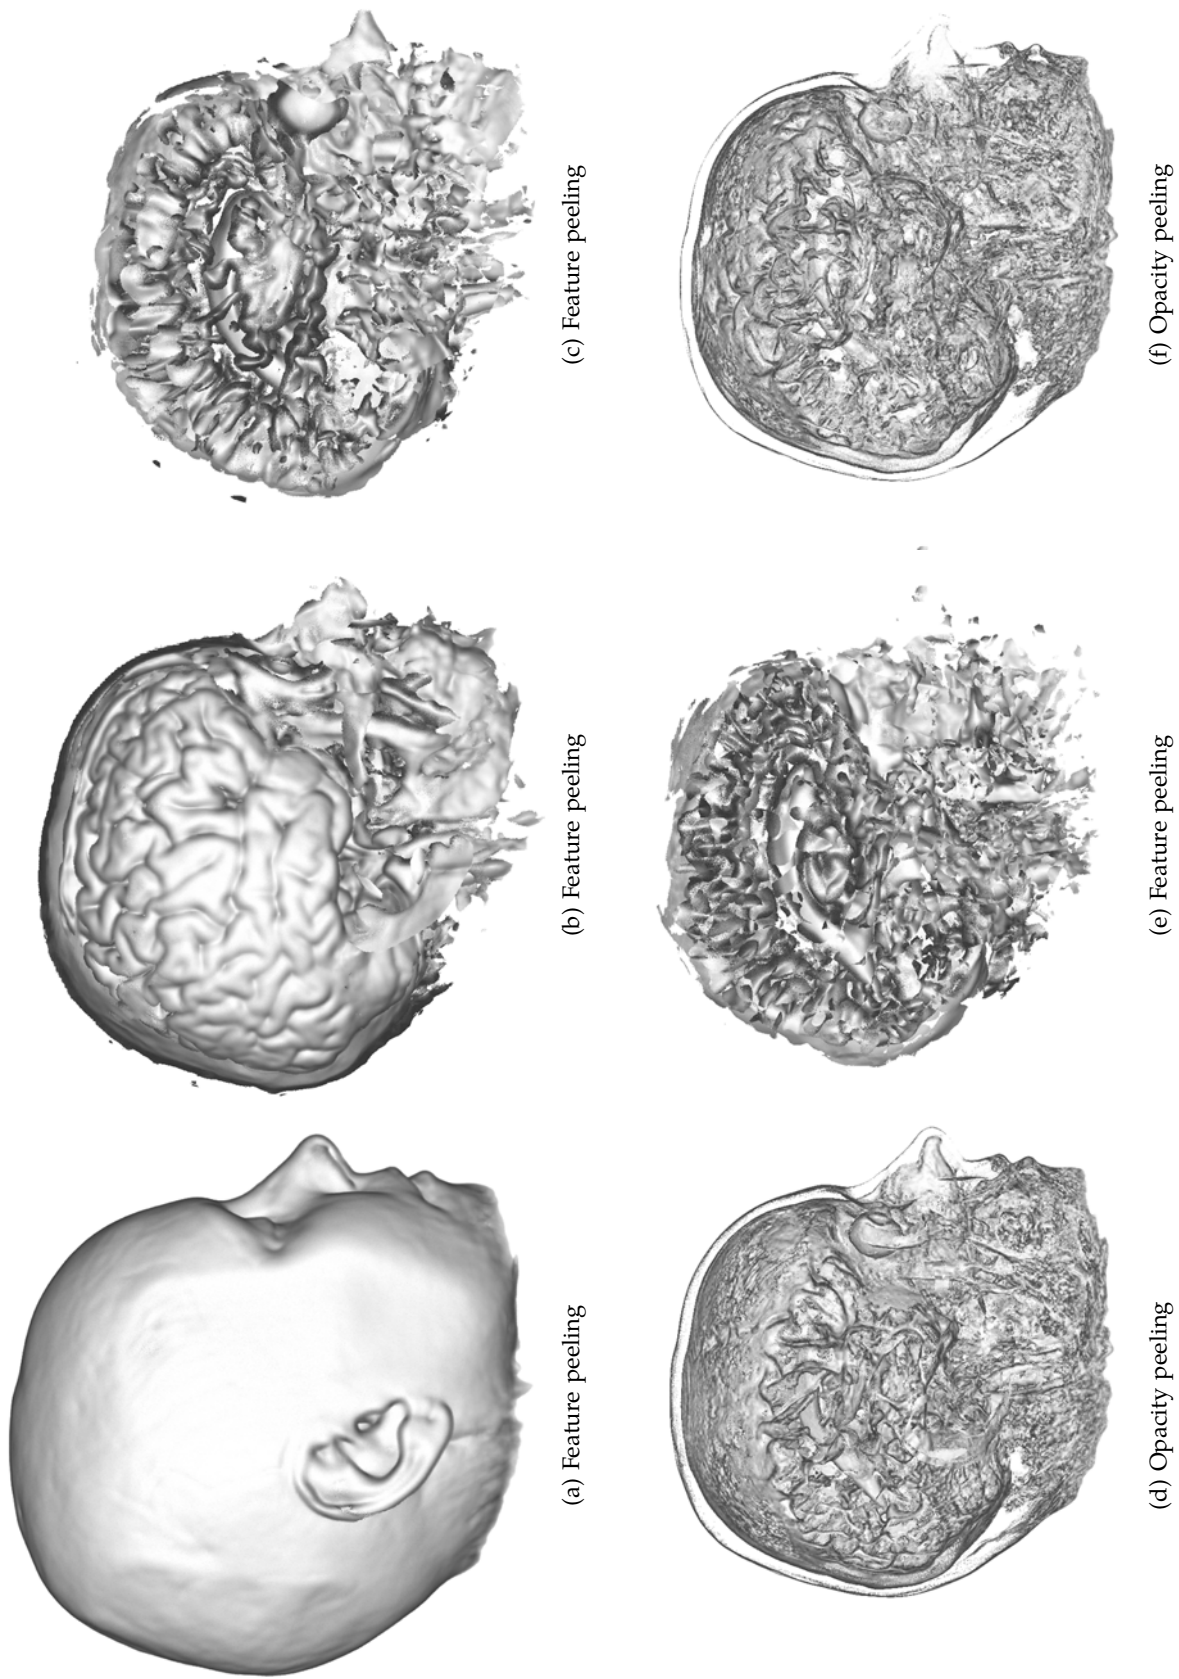 (a) Feature peeling
(b) Feature peeling
(c) Feature peeling
(d) Opacity peeling
(e) Feature peeling
(f) Opacity peeling